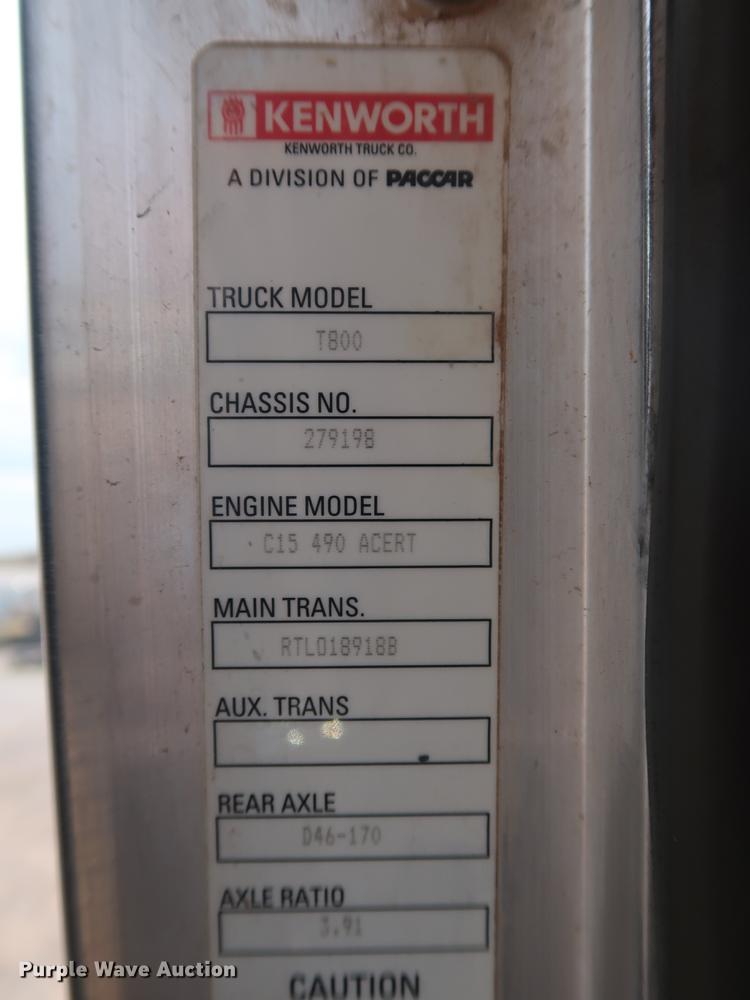 KENWORTH
KENWORTH TRUCK CO.
A DIVISION OF PACCAR
TRUCK MODEL
T800
CHASSIS NO.
279198
ENGINE MODEL
C15 490 ACERT
MAIN TRANS.
RTLO18918B
AUX. TRANS
REAR AXLE
D46-170
AXLE RATIO
3.91
CAUTION
Purple Wave Auction